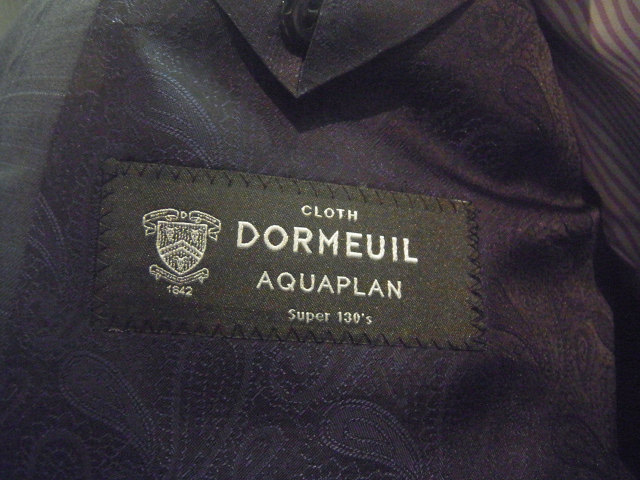 CLOTH
DORMEUIL
AQUAPLAN
Super 130's
D
1842